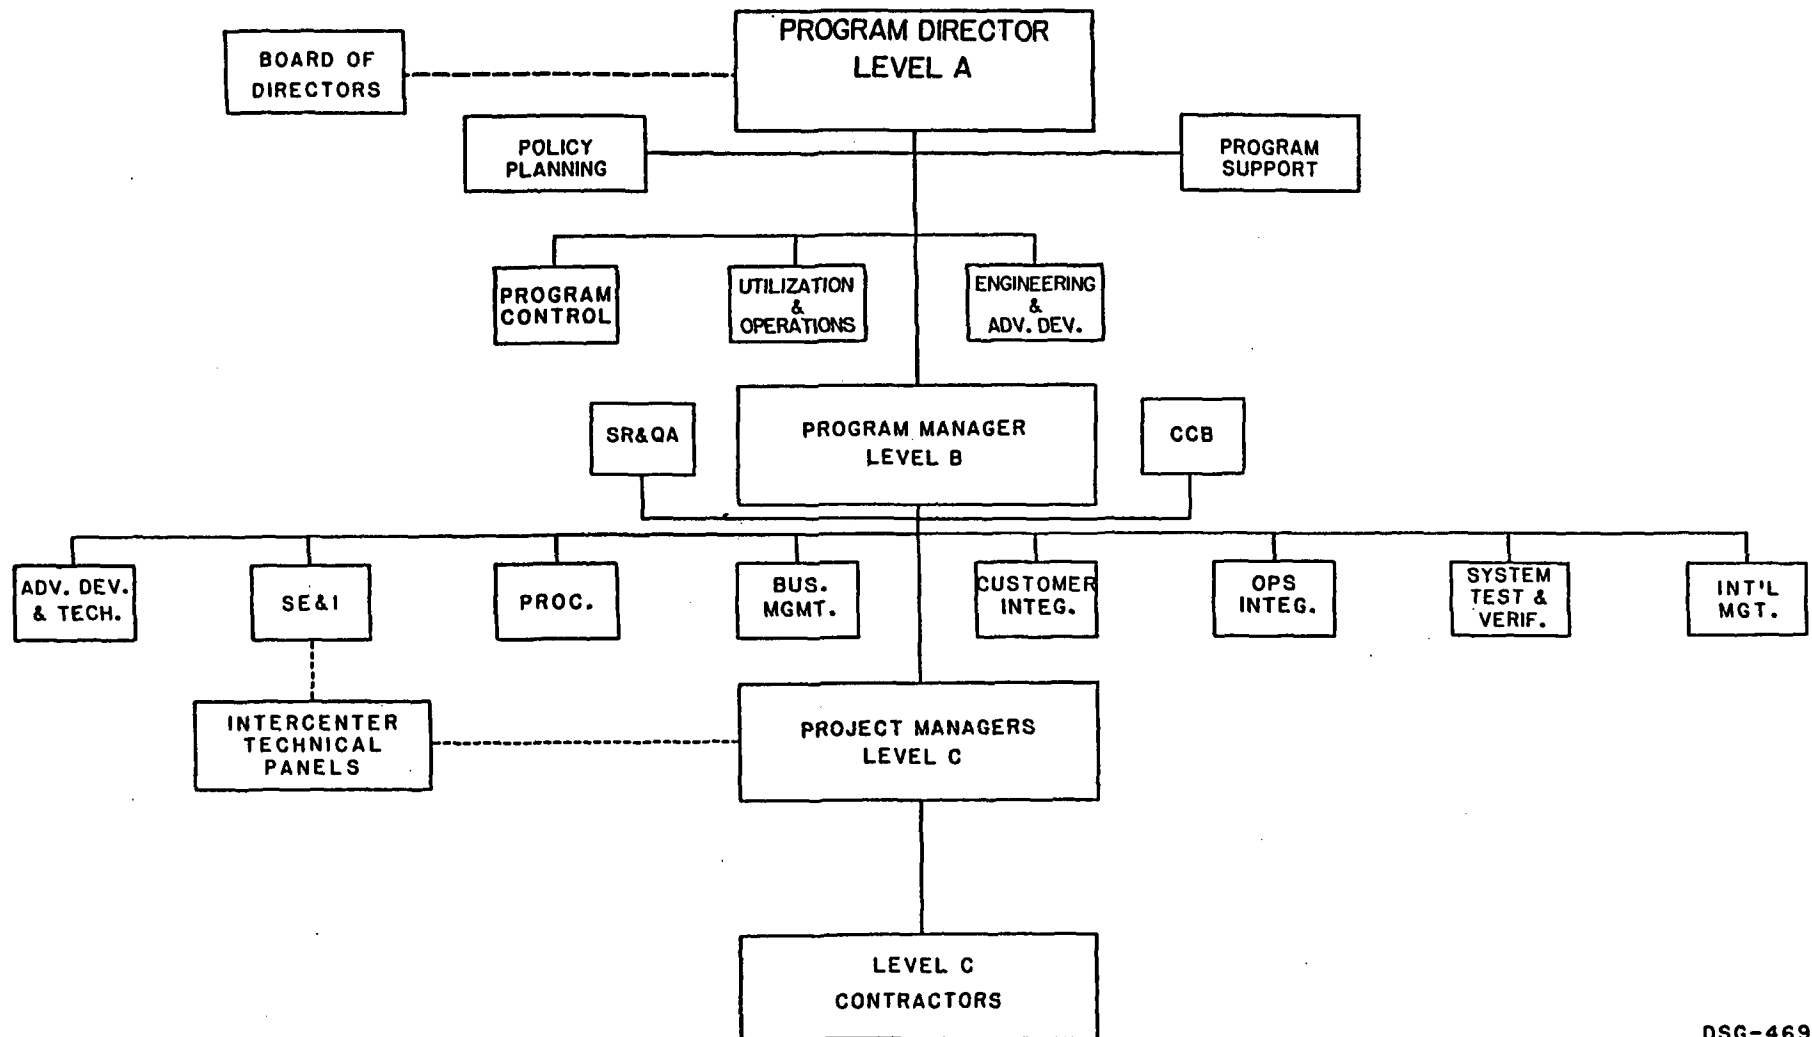 PROGRAM DIRECTOR
LEVEL A
BOARD OF
DIRECTORS
POLICY
PLANNING
PROGRAM
SUPPORT
PROGRAM
CONTROL
UTILIZATION
&
OPERATIONS
ENGINEERING
&
ADV. DEV.
SR&QA
PROGRAM MANAGER
LEVEL B
CCB
ADV. DEV.
& TECH.
SE&I
PROC.
BUS.
MGMT.
CUSTOMER
INTEG.
OPS
INTEG.
SYSTEM
TEST &
VERIF.
INT'L
MGT.
INTERCENTER
TECHNICAL
PANELS
PROJECT MANAGERS
LEVEL C
LEVEL C
CONTRACTORS
DSG-469